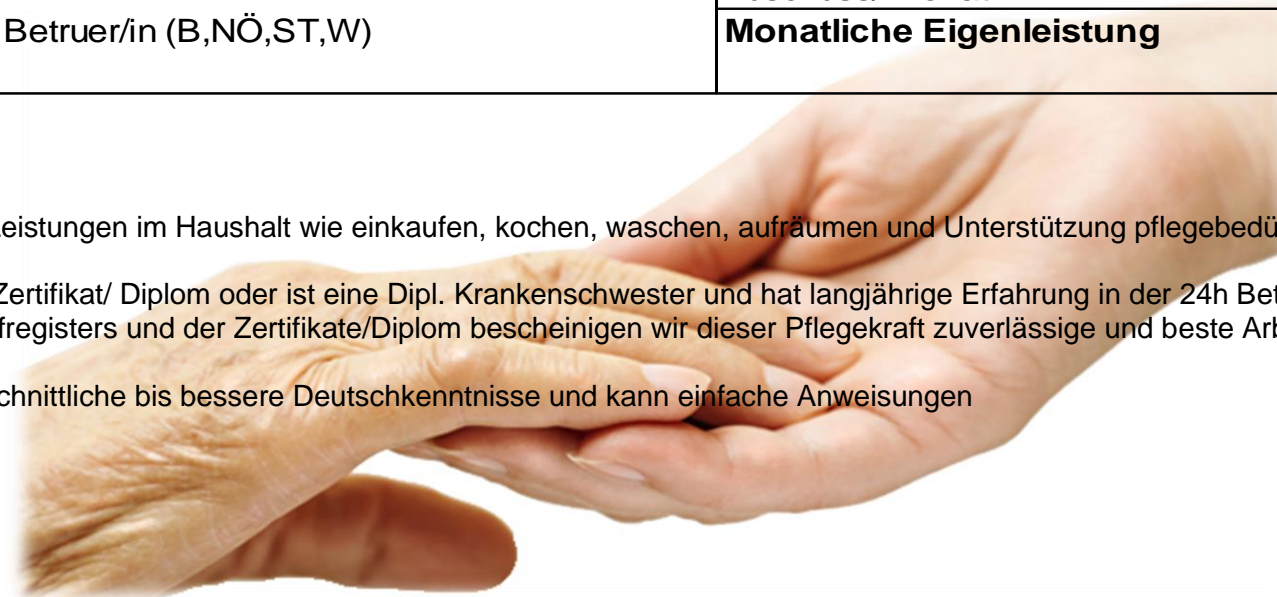 Betruer/in (B,NÖ,ST,W)
Monatliche Eigenleistung
eistungen im Haushalt wie einkaufen, kochen, waschen, aufräumen und Unterstützung pflegebedü
Zertifikat/ Diplom oder ist eine Dipl. Krankenschwester und hat langjährige Erfahrung in der 24h Bet
fregisters und der Zertifikate/Diplom bescheinigen wir dieser Pflegekraft zuverlässige und beste Arb
chnittliche bis bessere Deutschkenntnisse und kann einfache Anweisungen